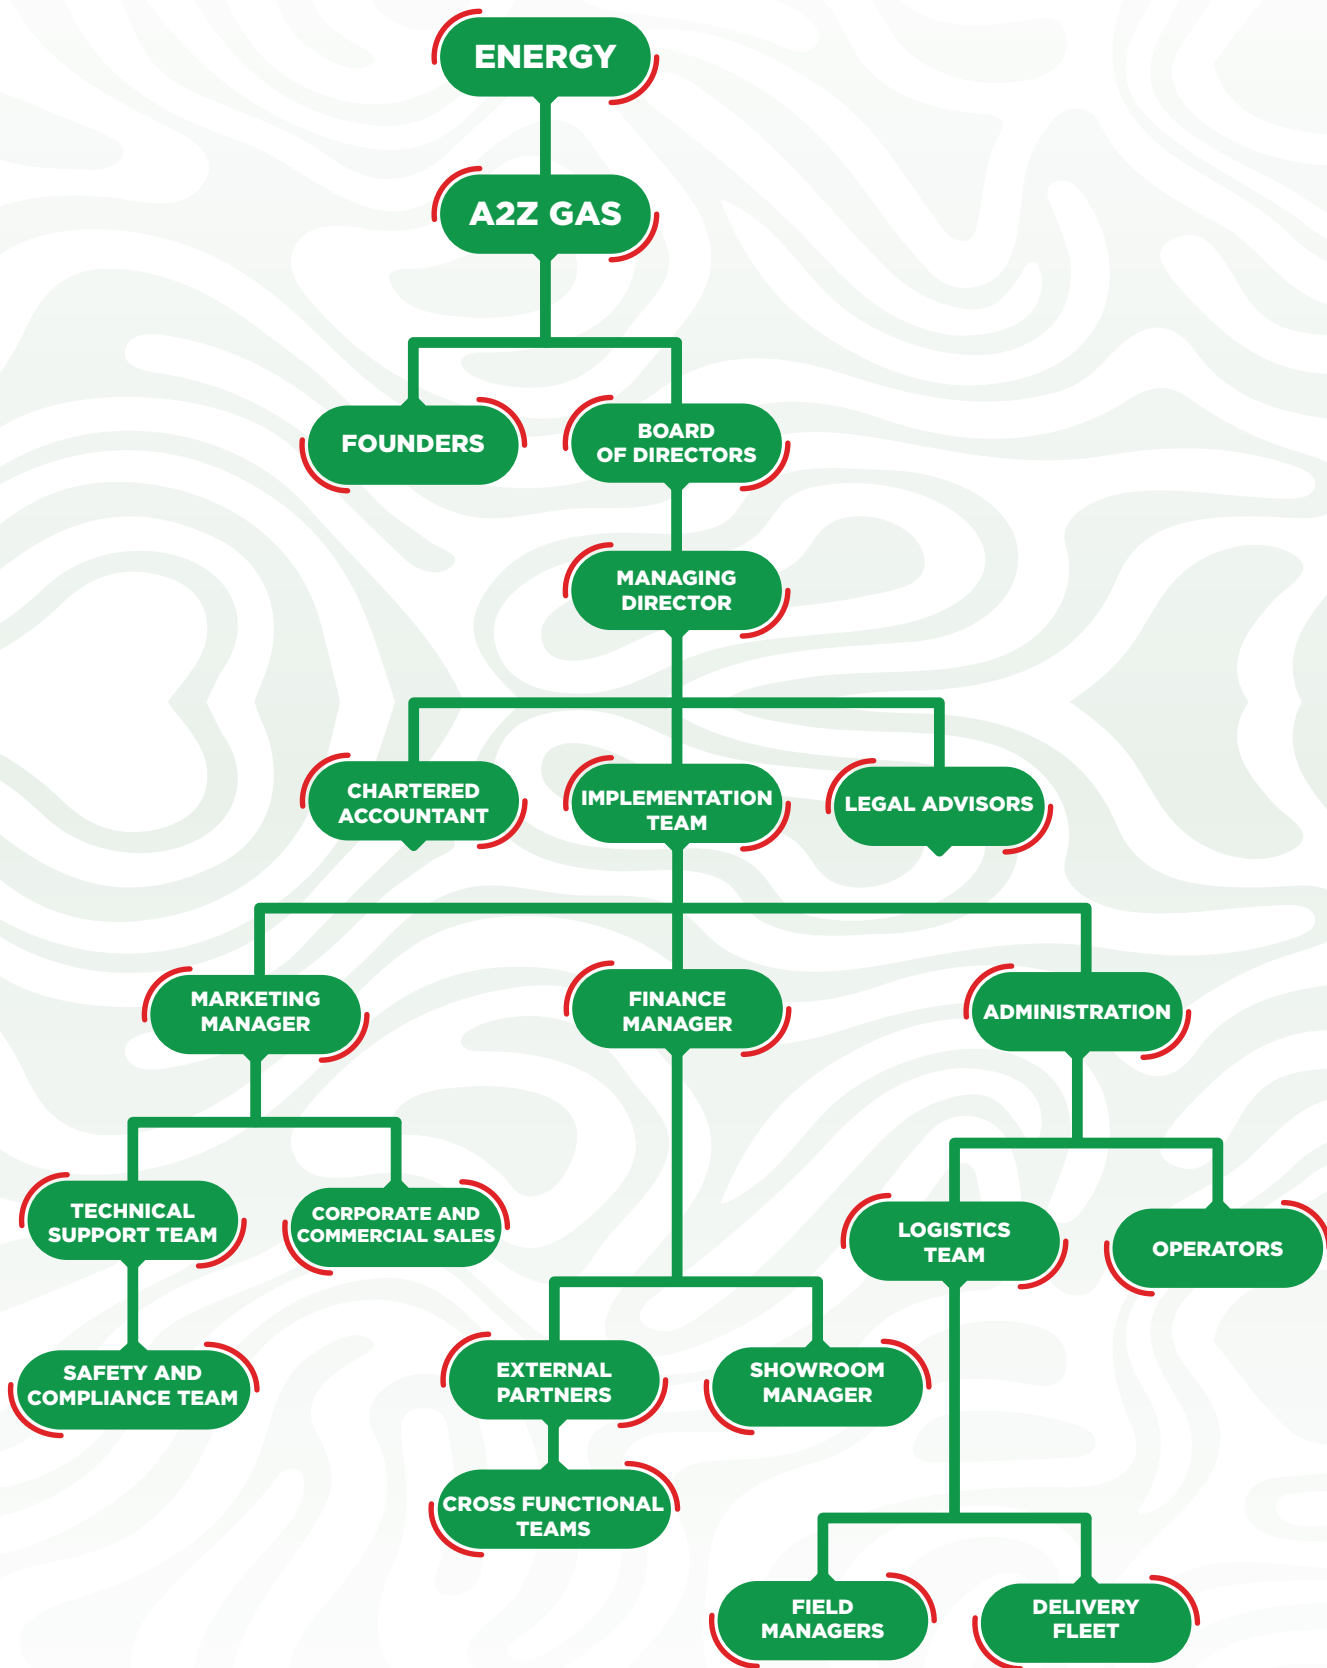 ENERGY
A2Z GAS
FOUNDERS
BOARD
OF DIRECTORS
MANAGING
DIRECTOR
CHARTERED
ACCOUNTANT
IMPLEMENTATION
TEAM
LEGAL ADVISORS
MARKETING
MANAGER
FINANCE
MANAGER
ADMINISTRATION
TECHNICAL
SUPPORT TEAM
CORPORATE AND
COMMERCIAL SALES
LOGISTICS
TEAM
OPERATORS
SAFETY AND
COMPLIANCE TEAM
EXTERNAL
PARTNERS
SHOWROOM
MANAGER
CROSS FUNCTIONAL
TEAMS
FIELD
MANAGERS
DELIVERY
FLEET